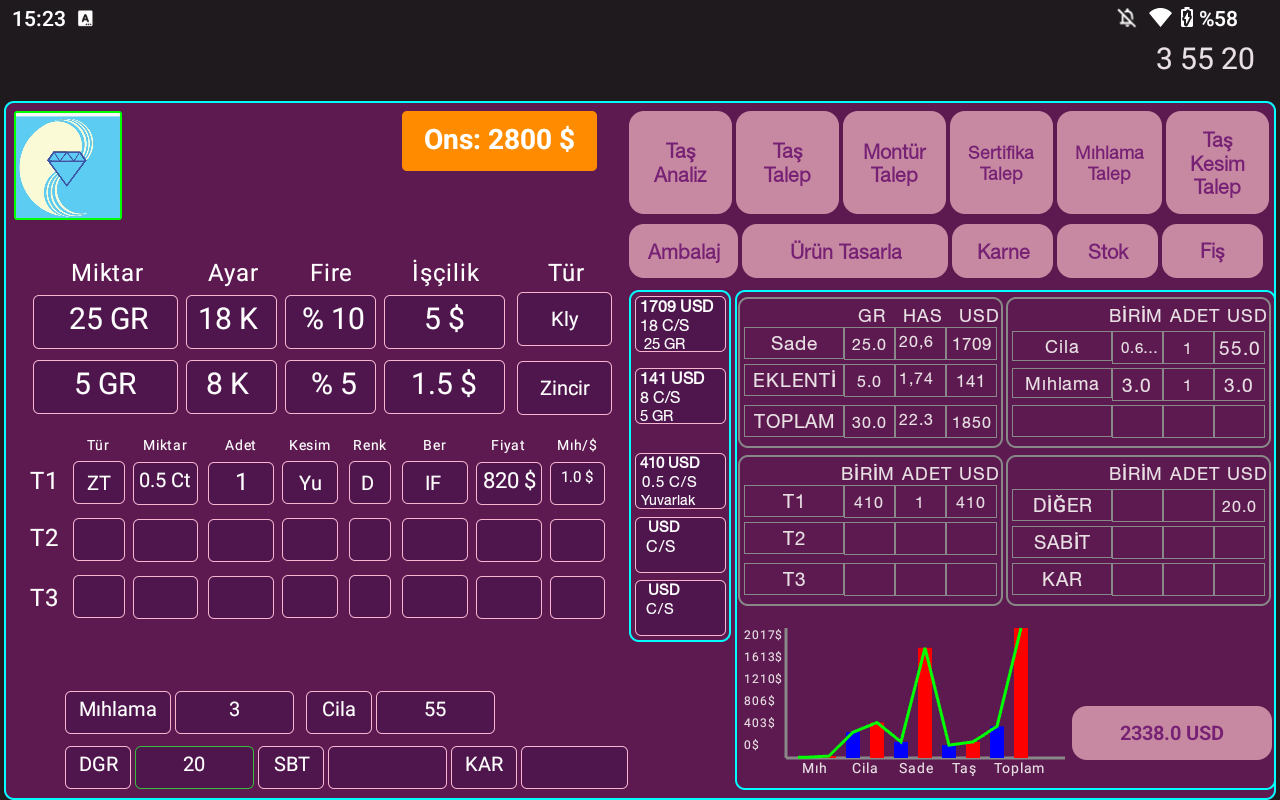 15:23 A %58
3 55 20
Ons: 2800 $
Taş Analiz
Taş Talep
Montür Talep
Sertifika Talep
Mıhlama Talep
Taş Kesim Talep
Ambalaj Ürün Tasarla Karne Stok Fiş
Miktar Ayar Fire İşçilik Tür
25 GR 18 K % 10 5 $ Kly
5 GR 8 K % 5 1.5 $ Zincir
Tür Miktar Adet Kesim Renk Ber Fiyat Mıh/$
T1 ZT 0.5 Ct 1 Yu D IF 820 $ 1.0 $
T2
T3
Mıhlama 3 Cila 55
DGR 20 SBT KAR
1709 USD
18 C/S
25 GR
141 USD
8 C/S
5 GR
410 USD
0.5 C/S
Yuvarlak
USD
C/S
USD
C/S
GR HAS USD
Sade 25.0 20,6 1709
EKLENTİ 5.0 1,74 141
TOPLAM 30.0 22.3 1850
BİRİM ADET USD
Cila 0.6... 1 55.0
Mıhlama 3.0 1 3.0
BİRİM ADET USD
T1 410 1 410
T2
T3
BİRİM ADET USD
DİĞER 20.0
SABİT
KAR
2017$
1613$
1210$
806$
403$
0$
Mıh Cila Sade Taş Toplam
2338.0 USD